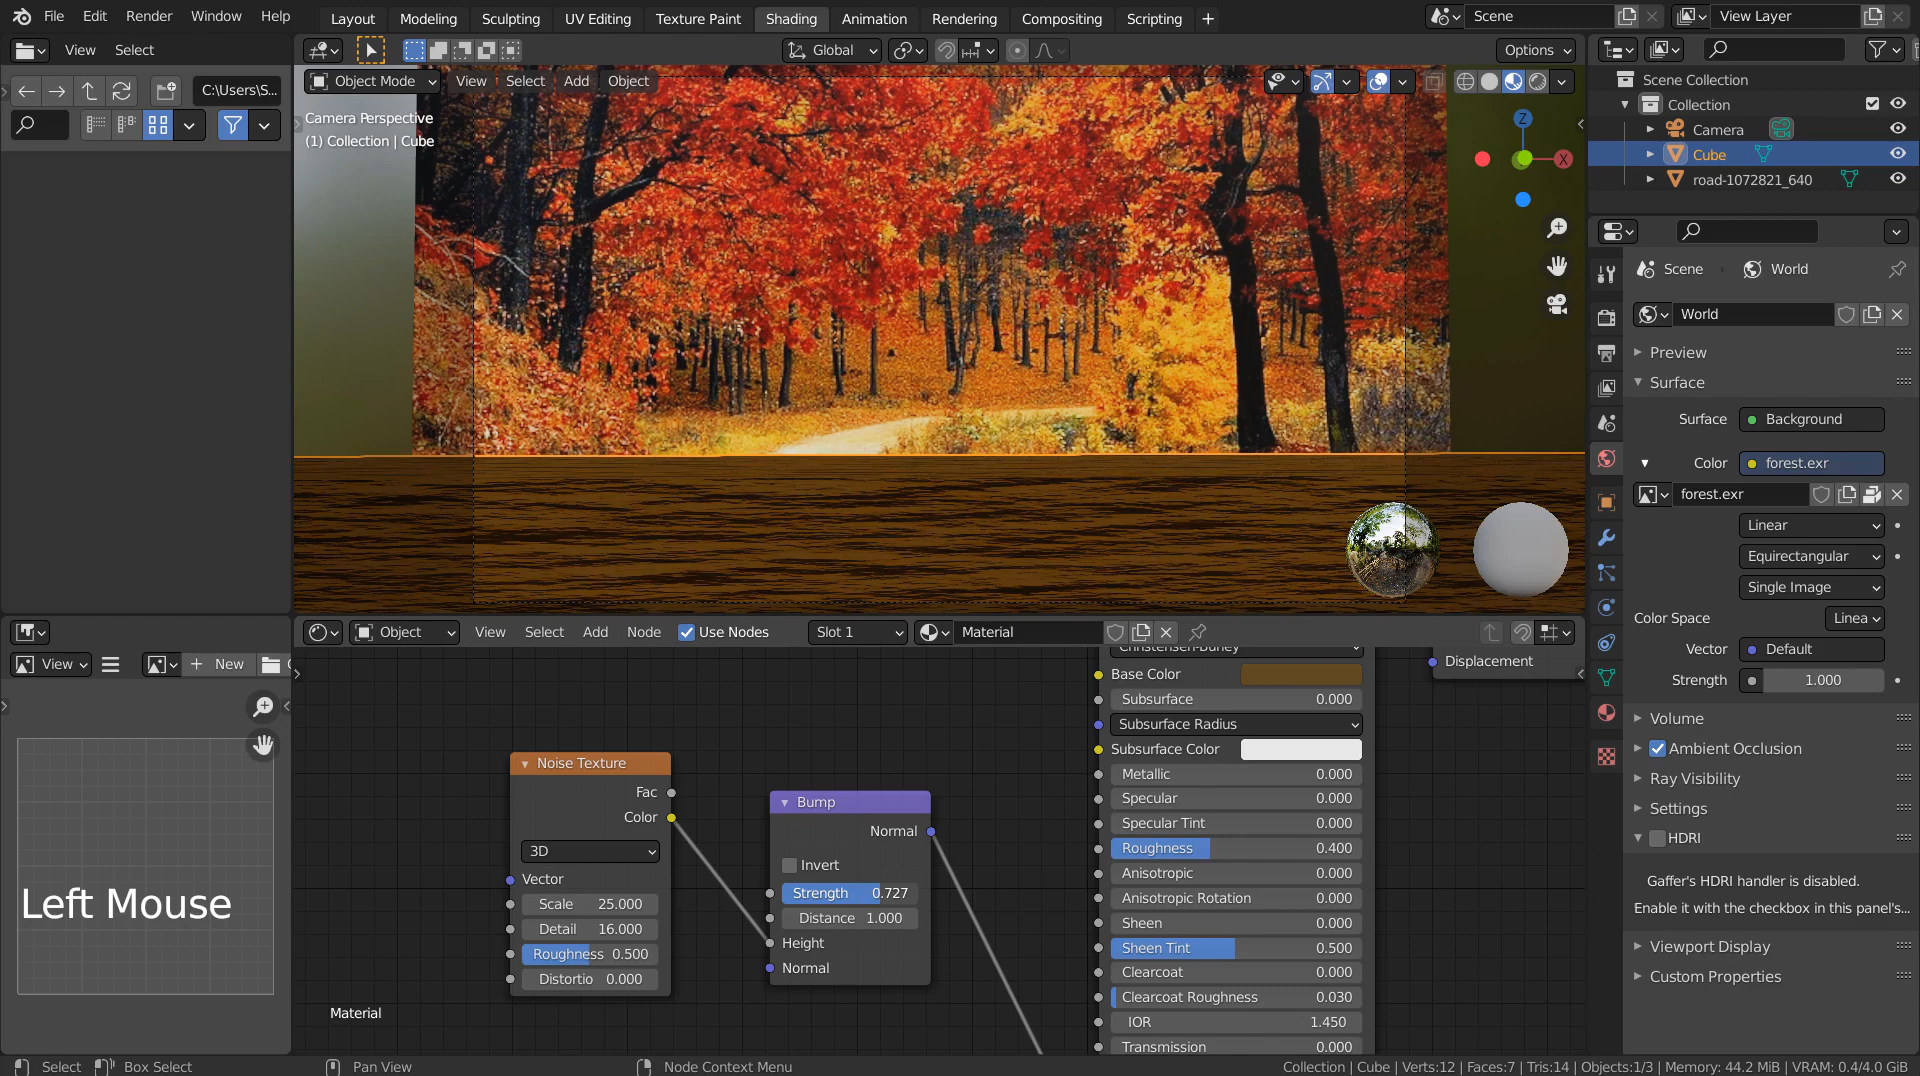 File Edit Render Window Help Layout Modeling Sculpting UV Editing Texture Paint Shading Animation Rendering Compositing Scripting + Scene View Layer
View Select Global Options
Object Mode View Select Add Object
C:\Users\S...
Camera Perspective
(1) Collection | Cube
Z
X
Scene Collection
Collection
Camera
Cube
road-1072821_640
Scene World
World
Preview
Surface
Surface Background
Color forest.exr
forest.exr
Linear
Equirectangular
Single Image
Color Space Linea
Vector Default
Strength 1.000
Volume
Ambient Occlusion
Ray Visibility
Settings
HDRI
Gaffer's HDRI handler is disabled.
Enable it with the checkbox in this panel's...
Viewport Display
Custom Properties
View + New
Left Mouse
Object View Select Add Node Use Nodes Slot 1 Material
Displacement
Christensen-Burley
Base Color
Subsurface 0.000
Subsurface Radius
Subsurface Color
Metallic 0.000
Specular 0.000
Specular Tint 0.000
Roughness 0.400
Anisotropic 0.000
Anisotropic Rotation 0.000
Sheen 0.000
Sheen Tint 0.500
Clearcoat 0.000
Clearcoat Roughness 0.030
IOR 1.450
Transmission 0.000
Noise Texture
Fac
Color
3D
Vector
Scale 25.000
Detail 16.000
Roughness 0.500
Distortio 0.000
Bump
Normal
Invert
Strength 0.727
Distance 1.000
Height
Normal
Material
Select Box Select Pan View Node Context Menu Collection | Cube | Verts:12 | Faces:7 | Tris:14 | Objects:1/3 | Memory: 44.2 MiB | VRAM: 0.4/4.0 GiB